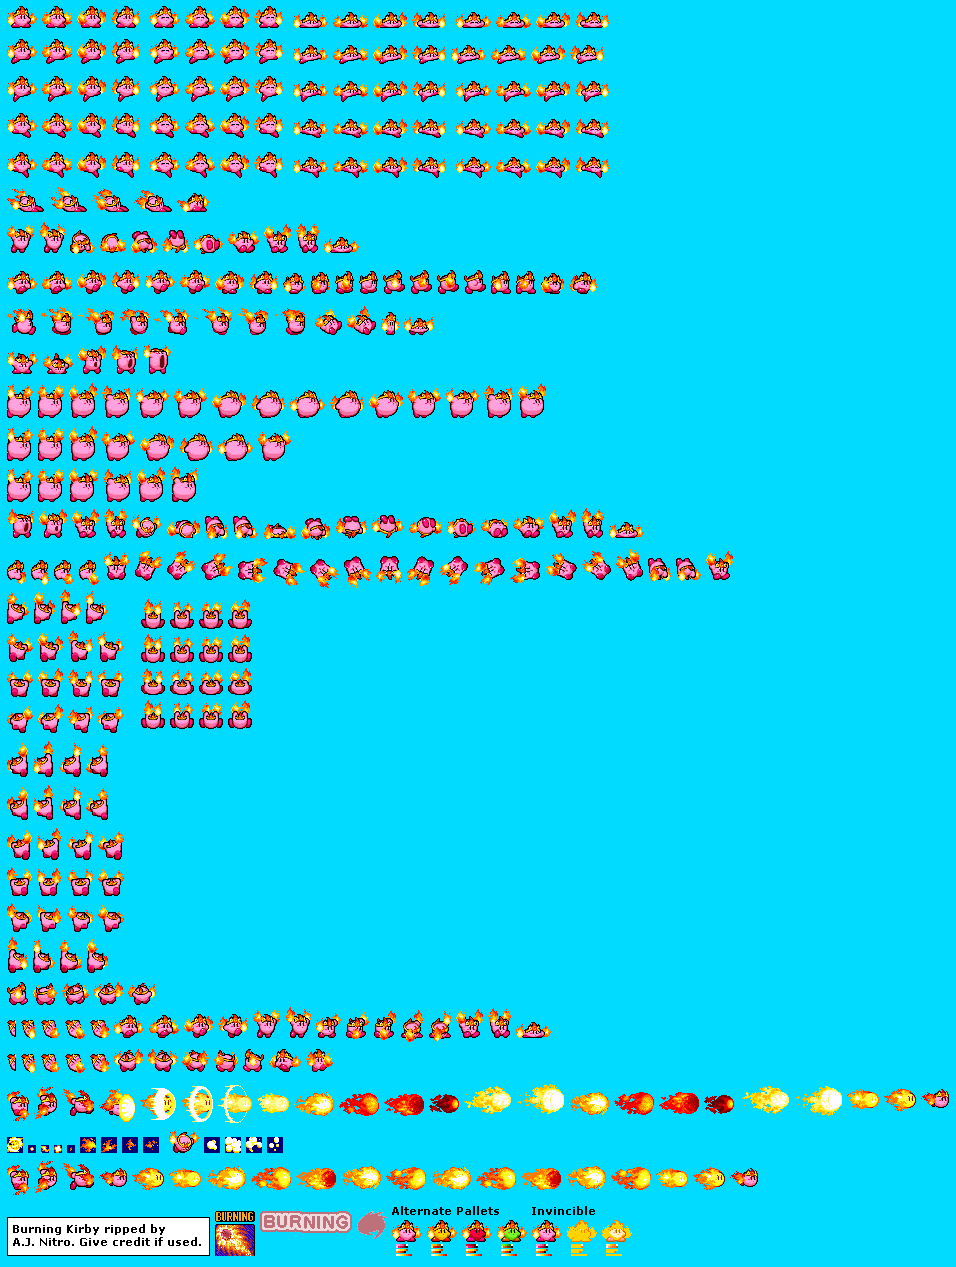 BURNING
BURNING
Alternate Pallets
Invincible
Burning Kirby ripped by
A.J. Nitro. Give credit if used.